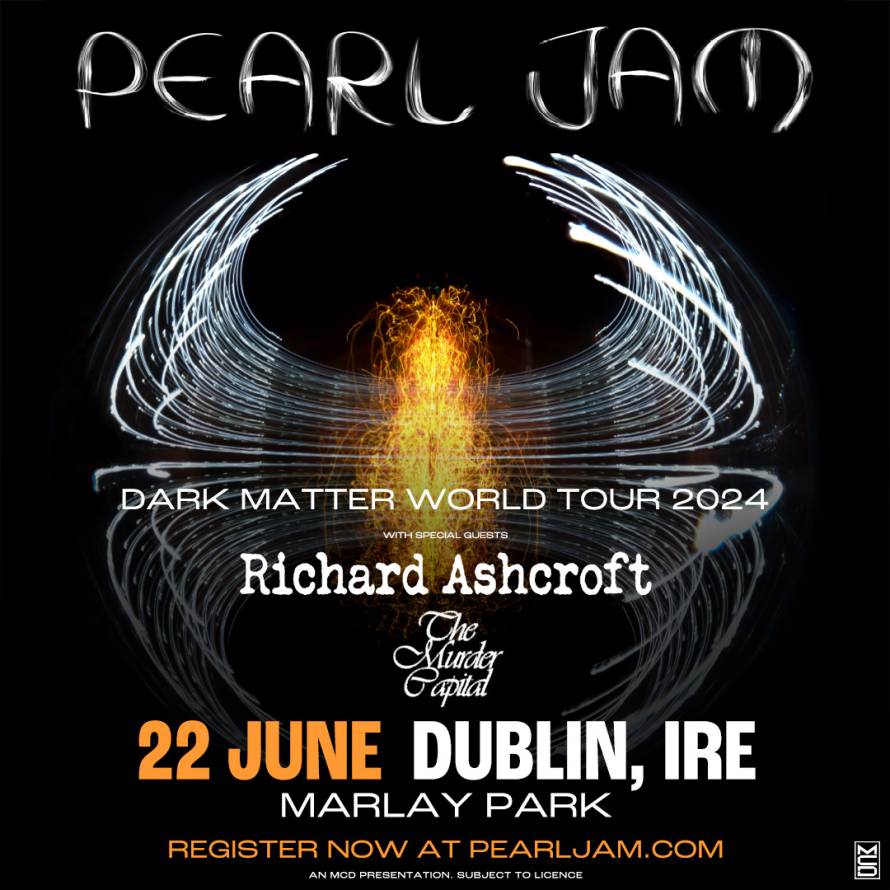 PEARL JAM
DARK MATTER WORLD TOUR 2024
WITH SPECIAL GUESTS
Richard Ashcroft
The
Murder
Capital
22 JUNE DUBLIN, IRE
MARLAY PARK
REGISTER NOW AT PEARLJAM.COM
AN MCD PRESENTATION. SUBJECT TO LICENCE
MCD